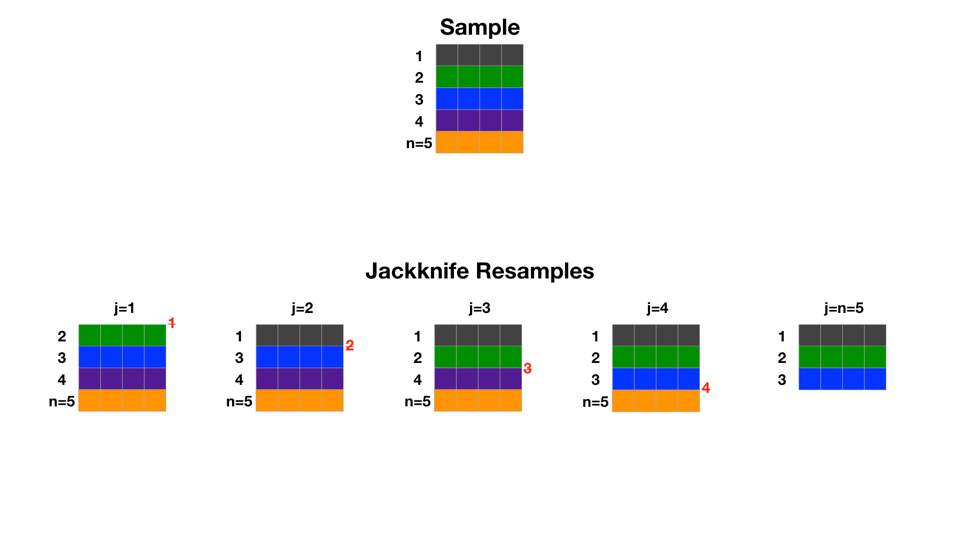 Sample
1
2
3
4
n=5
Jackknife Resamples
j=1 j=2 j=3 j=4 j=n=5
1
2 1 1 1 1
2
3 3 2 2 2
3
4 4 4 3 3
4
n=5 n=5 n=5 n=5